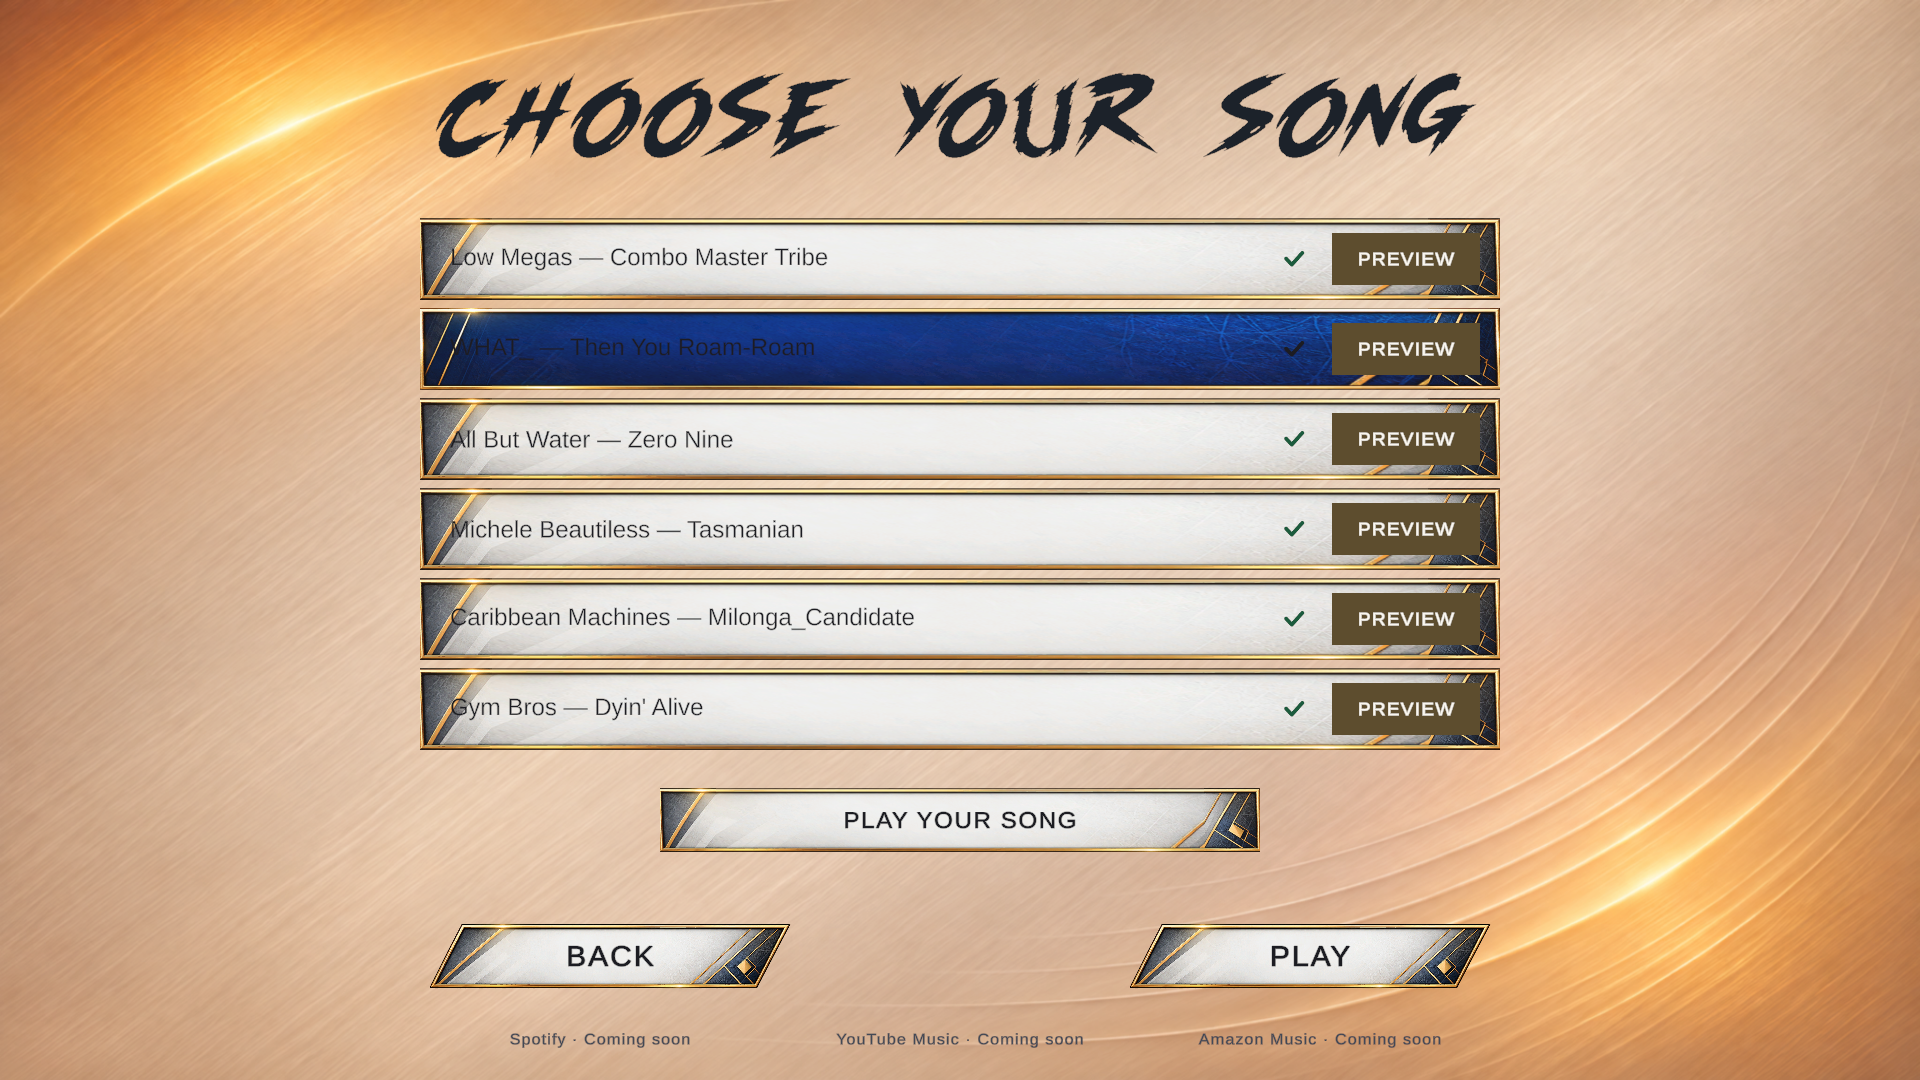 CHOOSE YOUR SONG
Low Megas — Combo Master Tribe
PREVIEW
WHAT. — Then You Roam-Roam
PREVIEW
All But Water — Zero Nine
PREVIEW
Michele Beautiless — Tasmanian
PREVIEW
Caribbean Machines — Milonga_Candidate
PREVIEW
Gym Bros — Dyin' Alive
PREVIEW
PLAY YOUR SONG
BACK
PLAY
Spotify · Coming soon
YouTube Music · Coming soon
Amazon Music · Coming soon